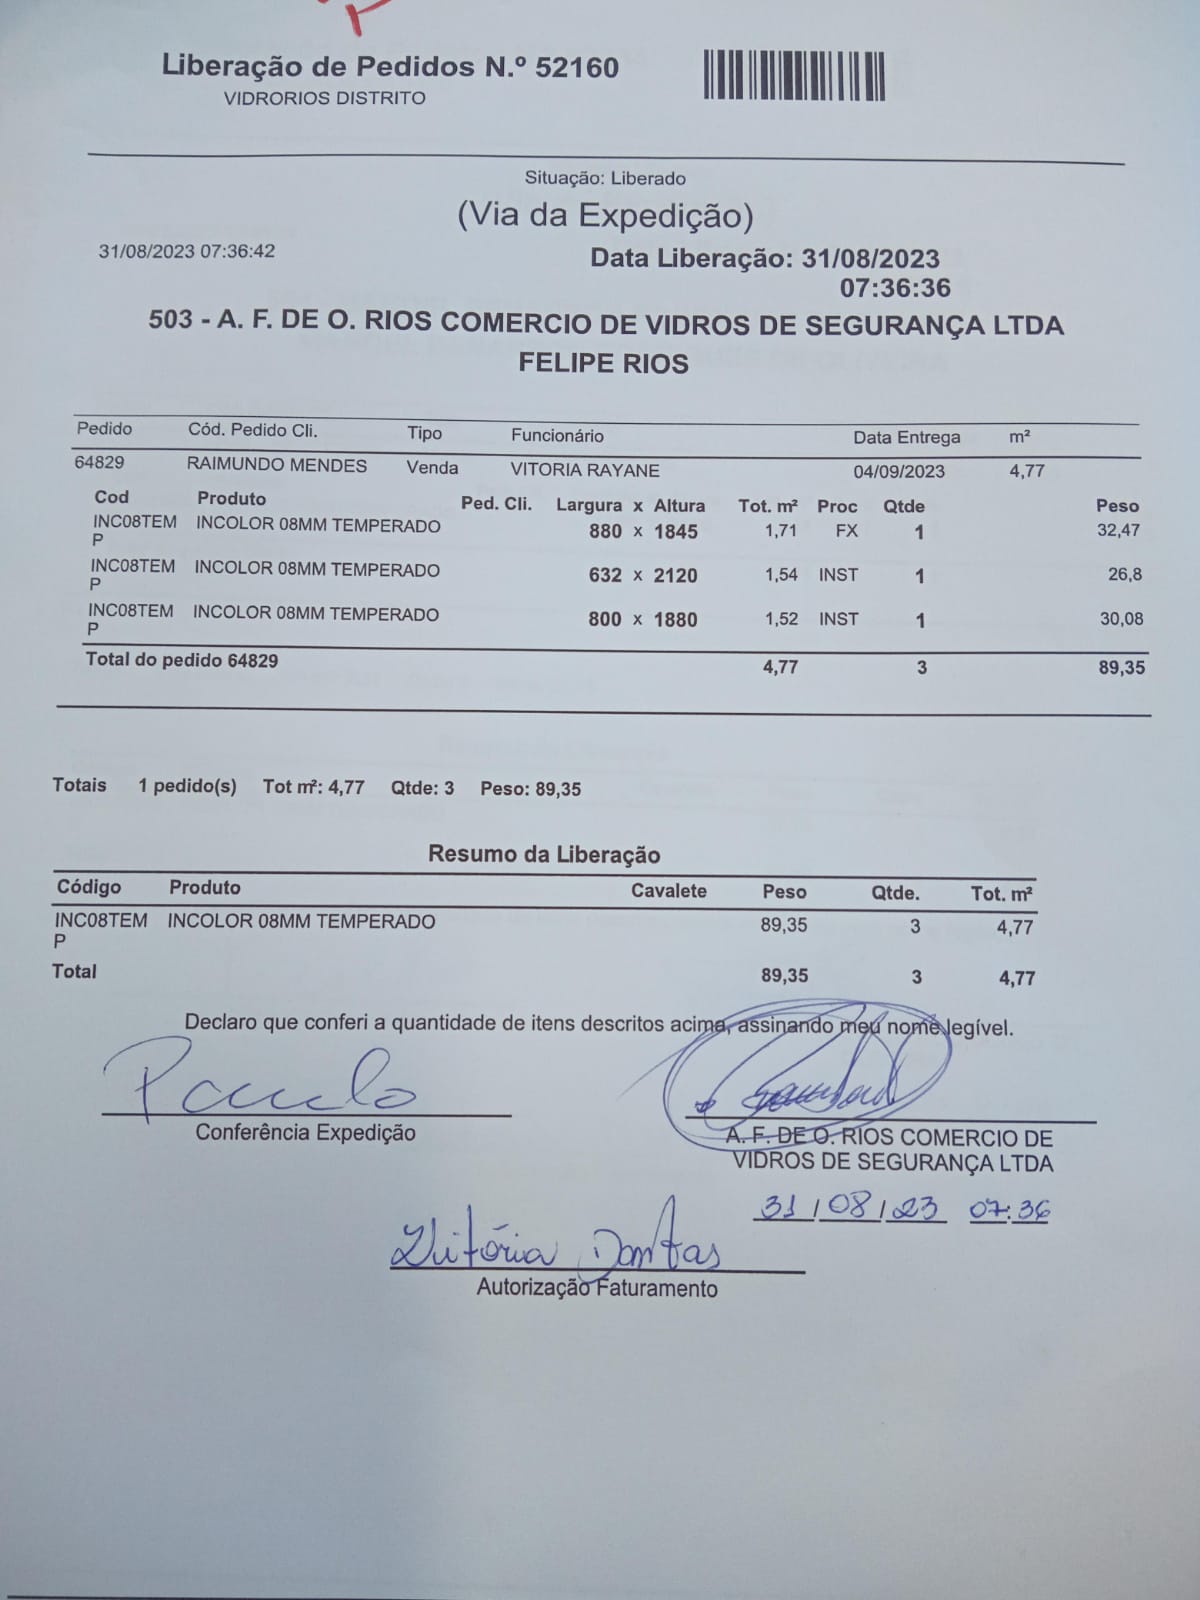 Liberação de Pedidos N.º 52160
VIDRORIOS DISTRITO
Situação: Liberado
(Via da Expedição)
31/08/2023 07:36:42
Data Liberação: 31/08/2023
07:36:36
503 - A. F. DE O. RIOS COMERCIO DE VIDROS DE SEGURANÇA LTDA
FELIPE RIOS
Pedido Cód. Pedido Cli. Tipo Funcionário Data Entrega m²
64829 RAIMUNDO MENDES Venda VITORIA RAYANE 04/09/2023 4,77
Cod Produto Ped. Cli. Largura x Altura Tot. m² Proc Qtde Peso
INC08TEM INCOLOR 08MM TEMPERADO 880 x 1845 1,71 FX 1 32,47
P
INC08TEM INCOLOR 08MM TEMPERADO 632 x 2120 1,54 INST 1 26,8
P
INC08TEM INCOLOR 08MM TEMPERADO 800 x 1880 1,52 INST 1 30,08
P
Total do pedido 64829 4,77 3 89,35
Totais 1 pedido(s) Tot m²: 4,77 Qtde: 3 Peso: 89,35
Resumo da Liberação
Código Produto Cavalete Peso Qtde. Tot. m²
INC08TEM INCOLOR 08MM TEMPERADO 89,35 3 4,77
P
Total 89,35 3 4,77
Declaro que conferi a quantidade de itens descritos acima, assinando meu nome legível.
Paulo
Conferência Expedição
A. F. DE O. RIOS COMERCIO DE
VIDROS DE SEGURANÇA LTDA
31/08/23 07:36
Vitória Dantas
Autorização Faturamento